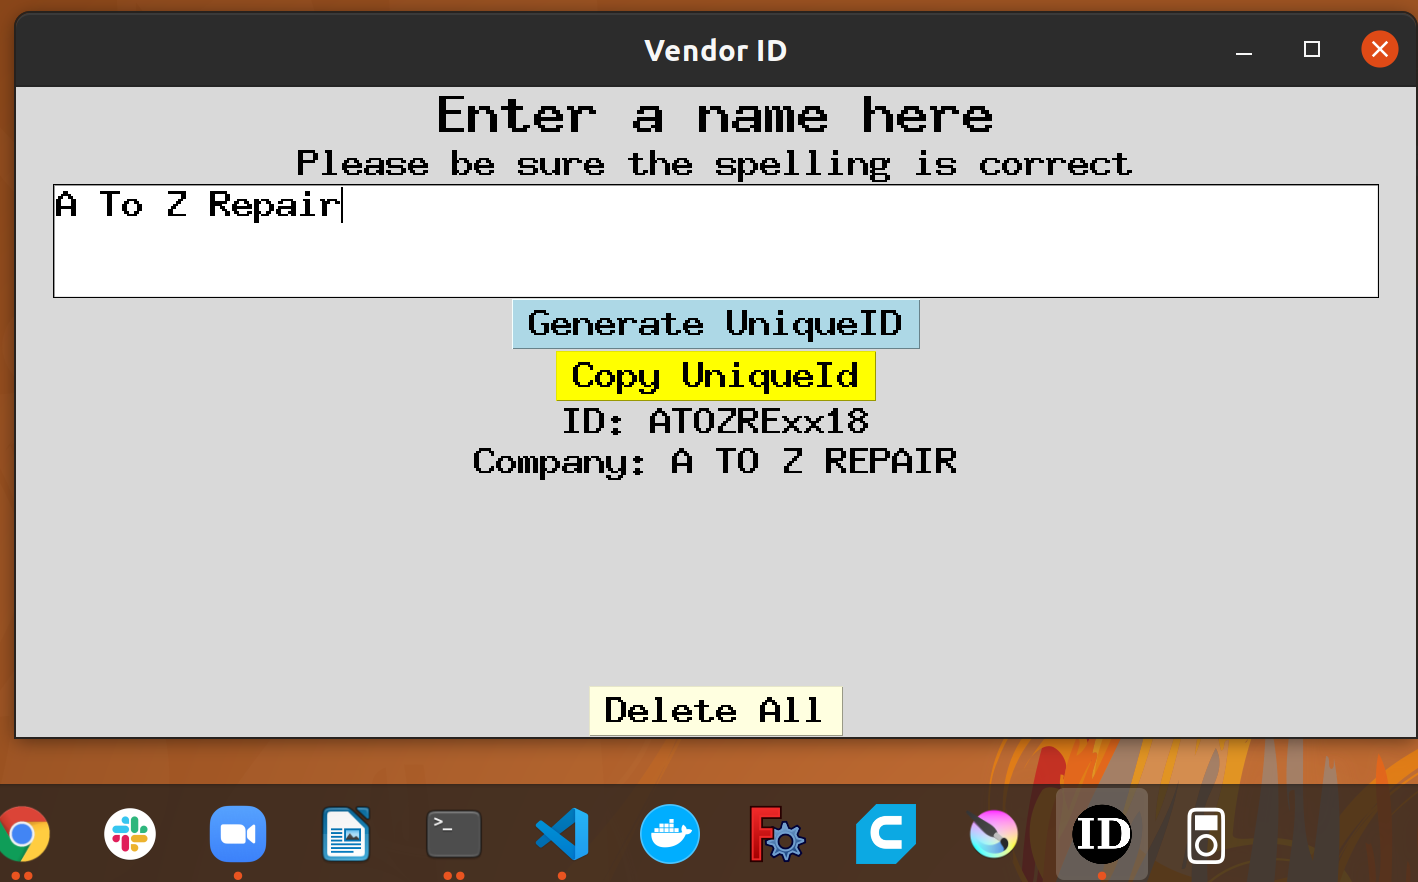 Vendor ID
Enter a name here
Please be sure the spelling is correct
A To Z Repair
Generate UniqueID
Copy UniqueId
ID: ATOZRExx18
Company: A TO Z REPAIR
Delete All
>_
ID